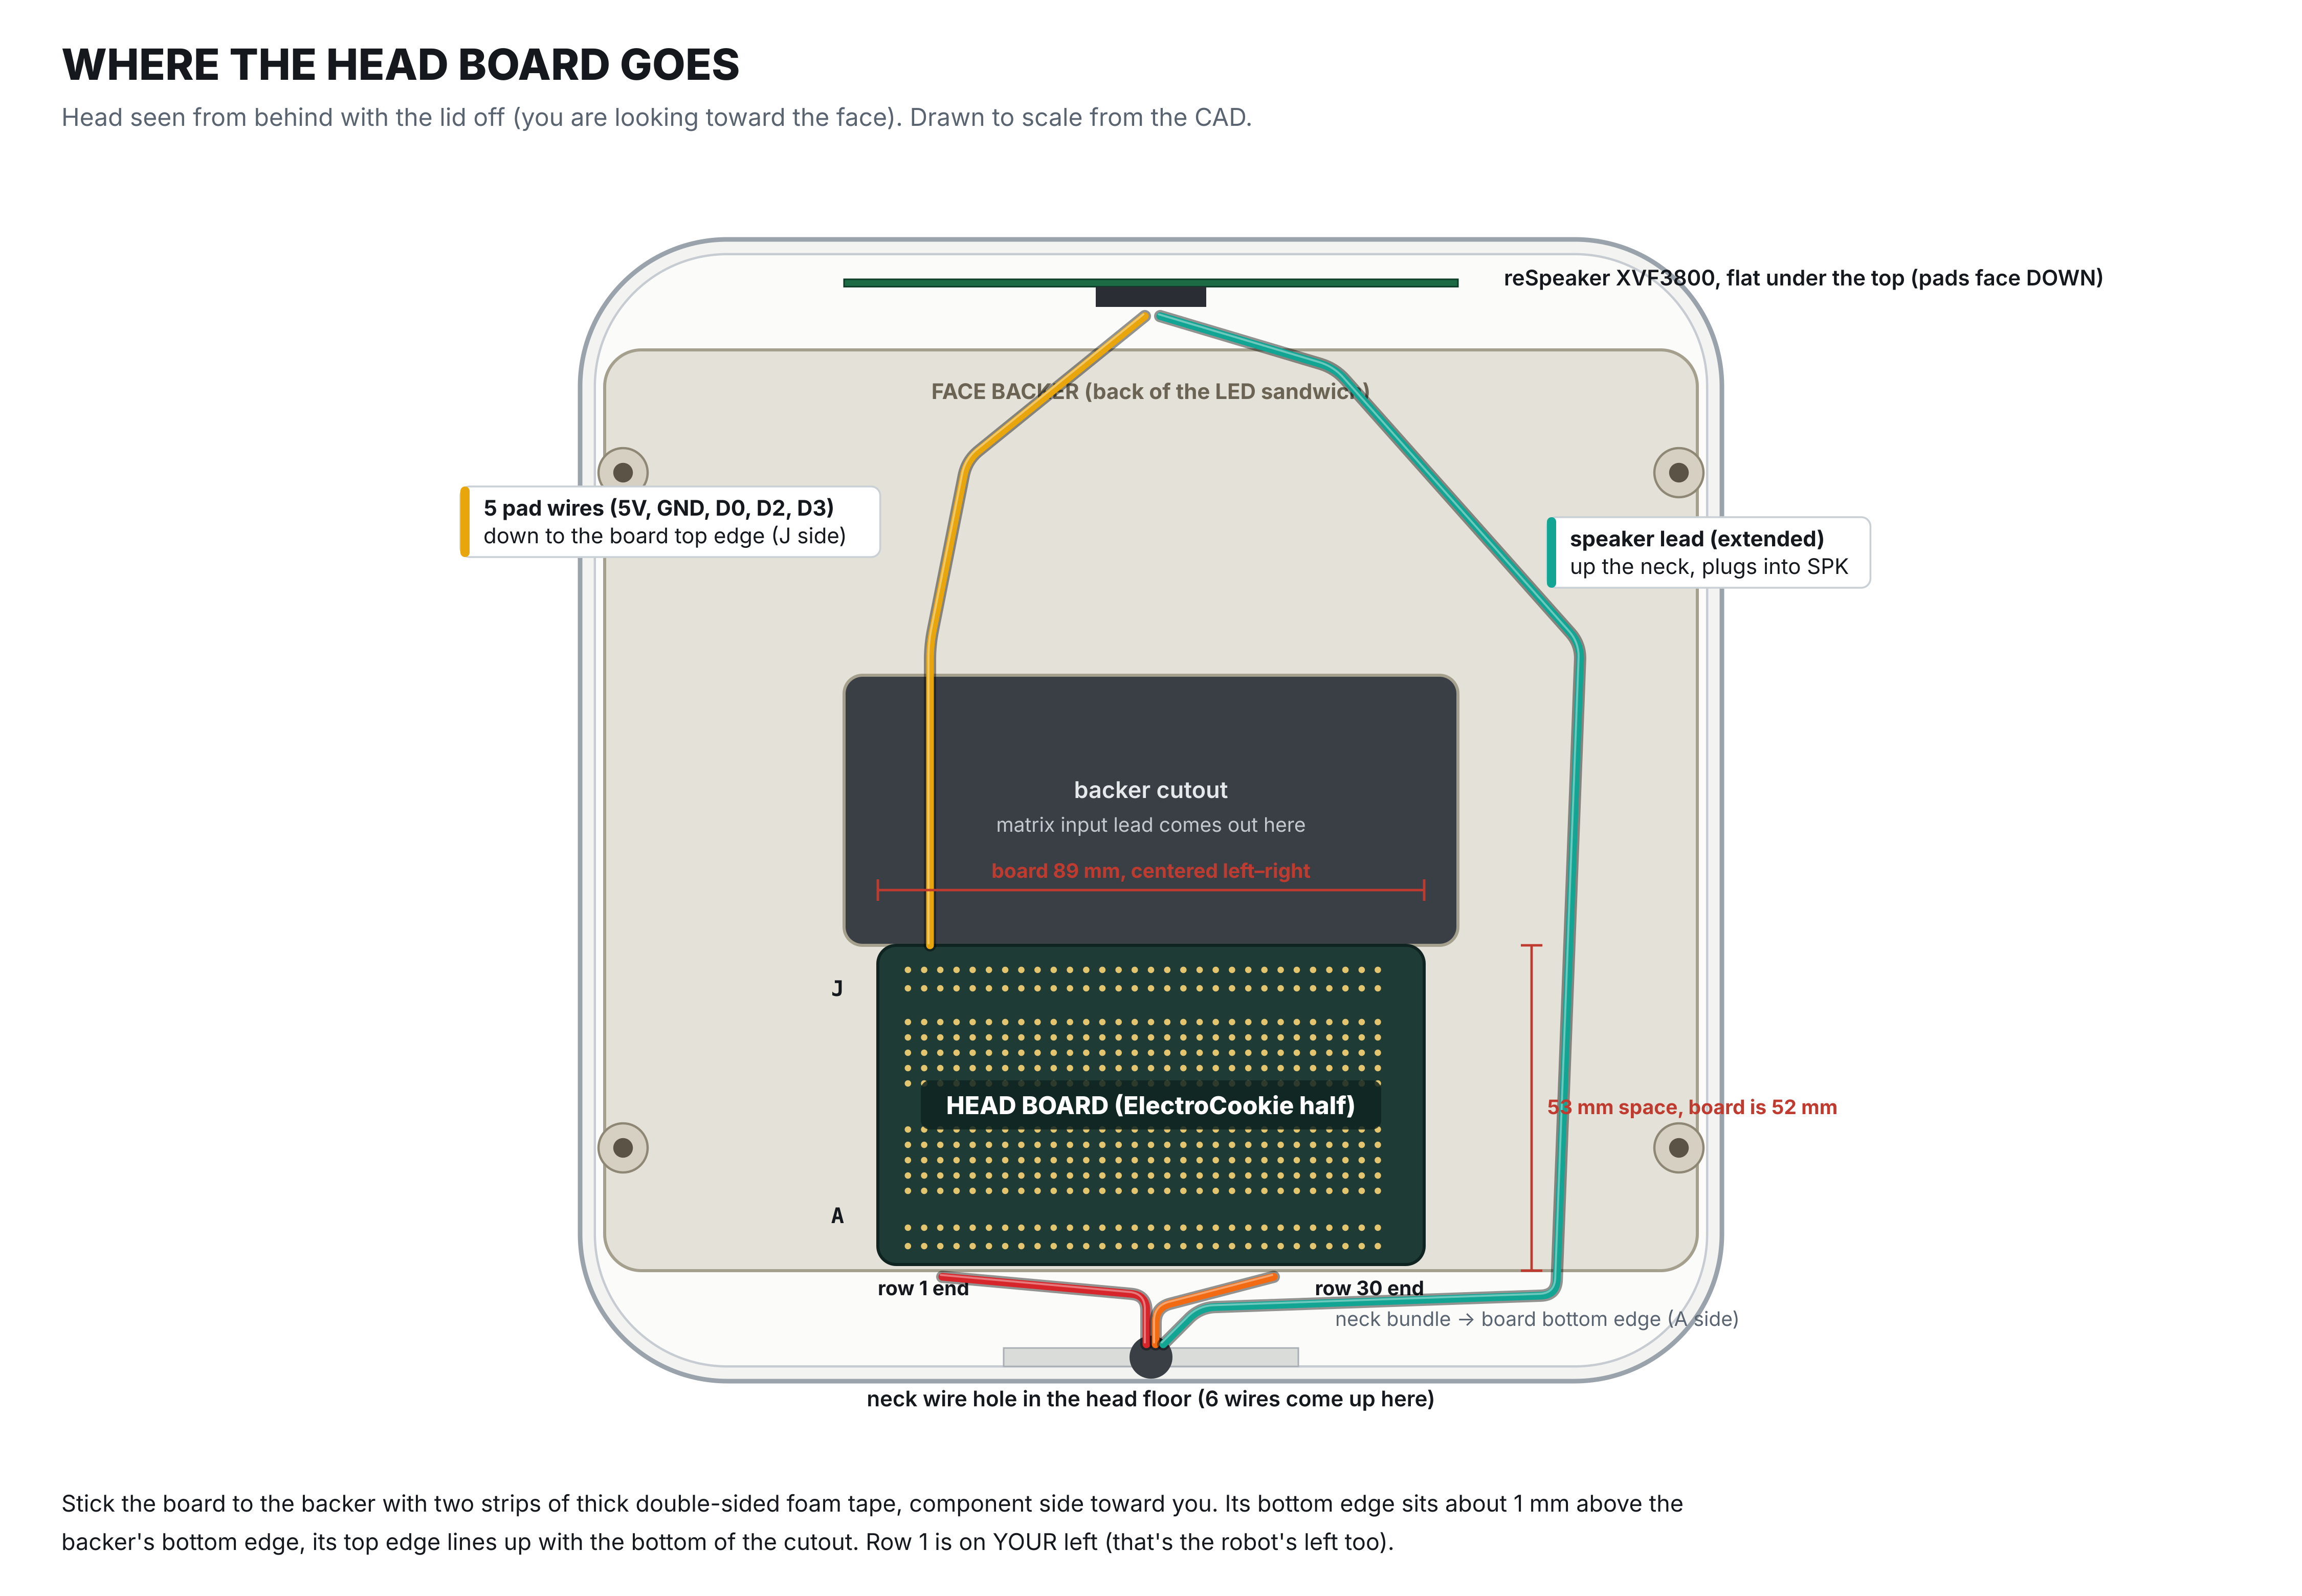 WHERE THE HEAD BOARD GOES
Head seen from behind with the lid off (you are looking toward the face). Drawn to scale from the CAD.
reSpeaker XVF3800, flat under the top (pads face DOWN)
FACE BACKER (back of the LED sandwich)
5 pad wires (5V, GND, D0, D2, D3)
down to the board top edge (J side)
speaker lead (extended)
up the neck, plugs into SPK
backer cutout
matrix input lead comes out here
board 89 mm, centered left–right
J
HEAD BOARD (ElectroCookie half)
53 mm space, board is 52 mm
A
row 1 end
row 30 end
neck bundle → board bottom edge (A side)
neck wire hole in the head floor (6 wires come up here)
Stick the board to the backer with two strips of thick double-sided foam tape, component side toward you. Its bottom edge sits about 1 mm above the
backer's bottom edge, its top edge lines up with the bottom of the cutout. Row 1 is on YOUR left (that's the robot's left too).